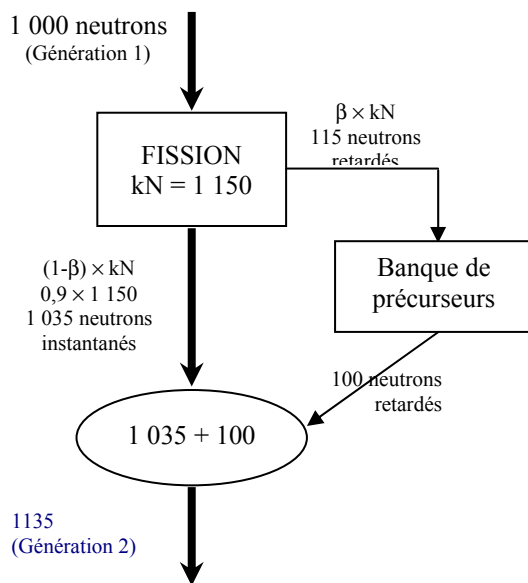 1 000 neutrons
(Génération 1)
β × kN
115 neutrons
retardés
FISSION
kN = 1 150
(1-β) × kN
0,9 × 1 150
1 035 neutrons
instantanés
Banque de
précurseurs
100 neutrons
retardés
1 035 + 100
1135
(Génération 2)